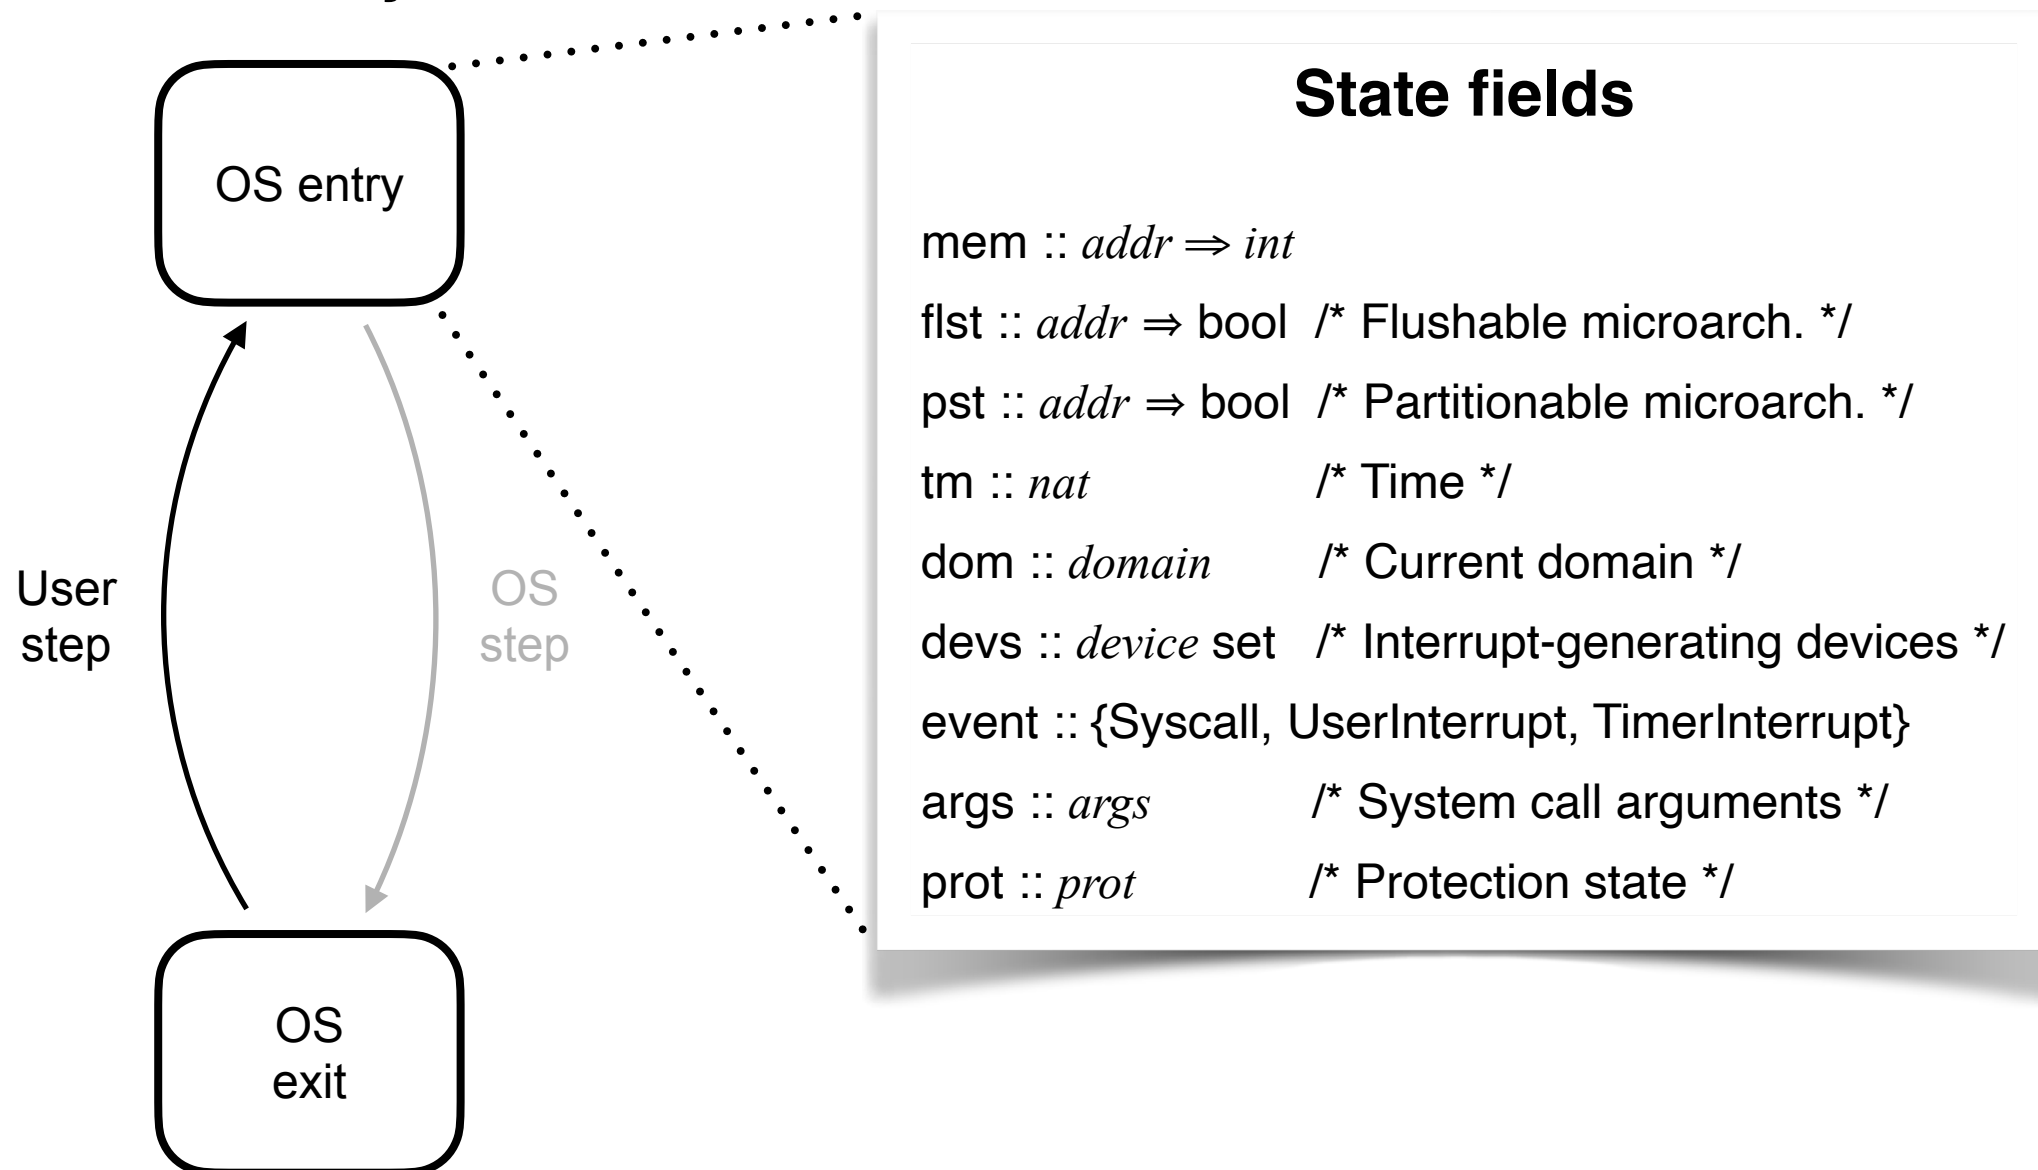 OS entry
User
step
OS
step
OS
exit
State fields
mem :: addr ⇒ int
flst :: addr ⇒ bool /* Flushable microarch. */
pst :: addr ⇒ bool /* Partitionable microarch. */
tm :: nat /* Time */
dom :: domain /* Current domain */
devs :: device set /* Interrupt-generating devices */
event :: {Syscall, UserInterrupt, TimerInterrupt}
args :: args /* System call arguments */
prot :: prot /* Protection state */